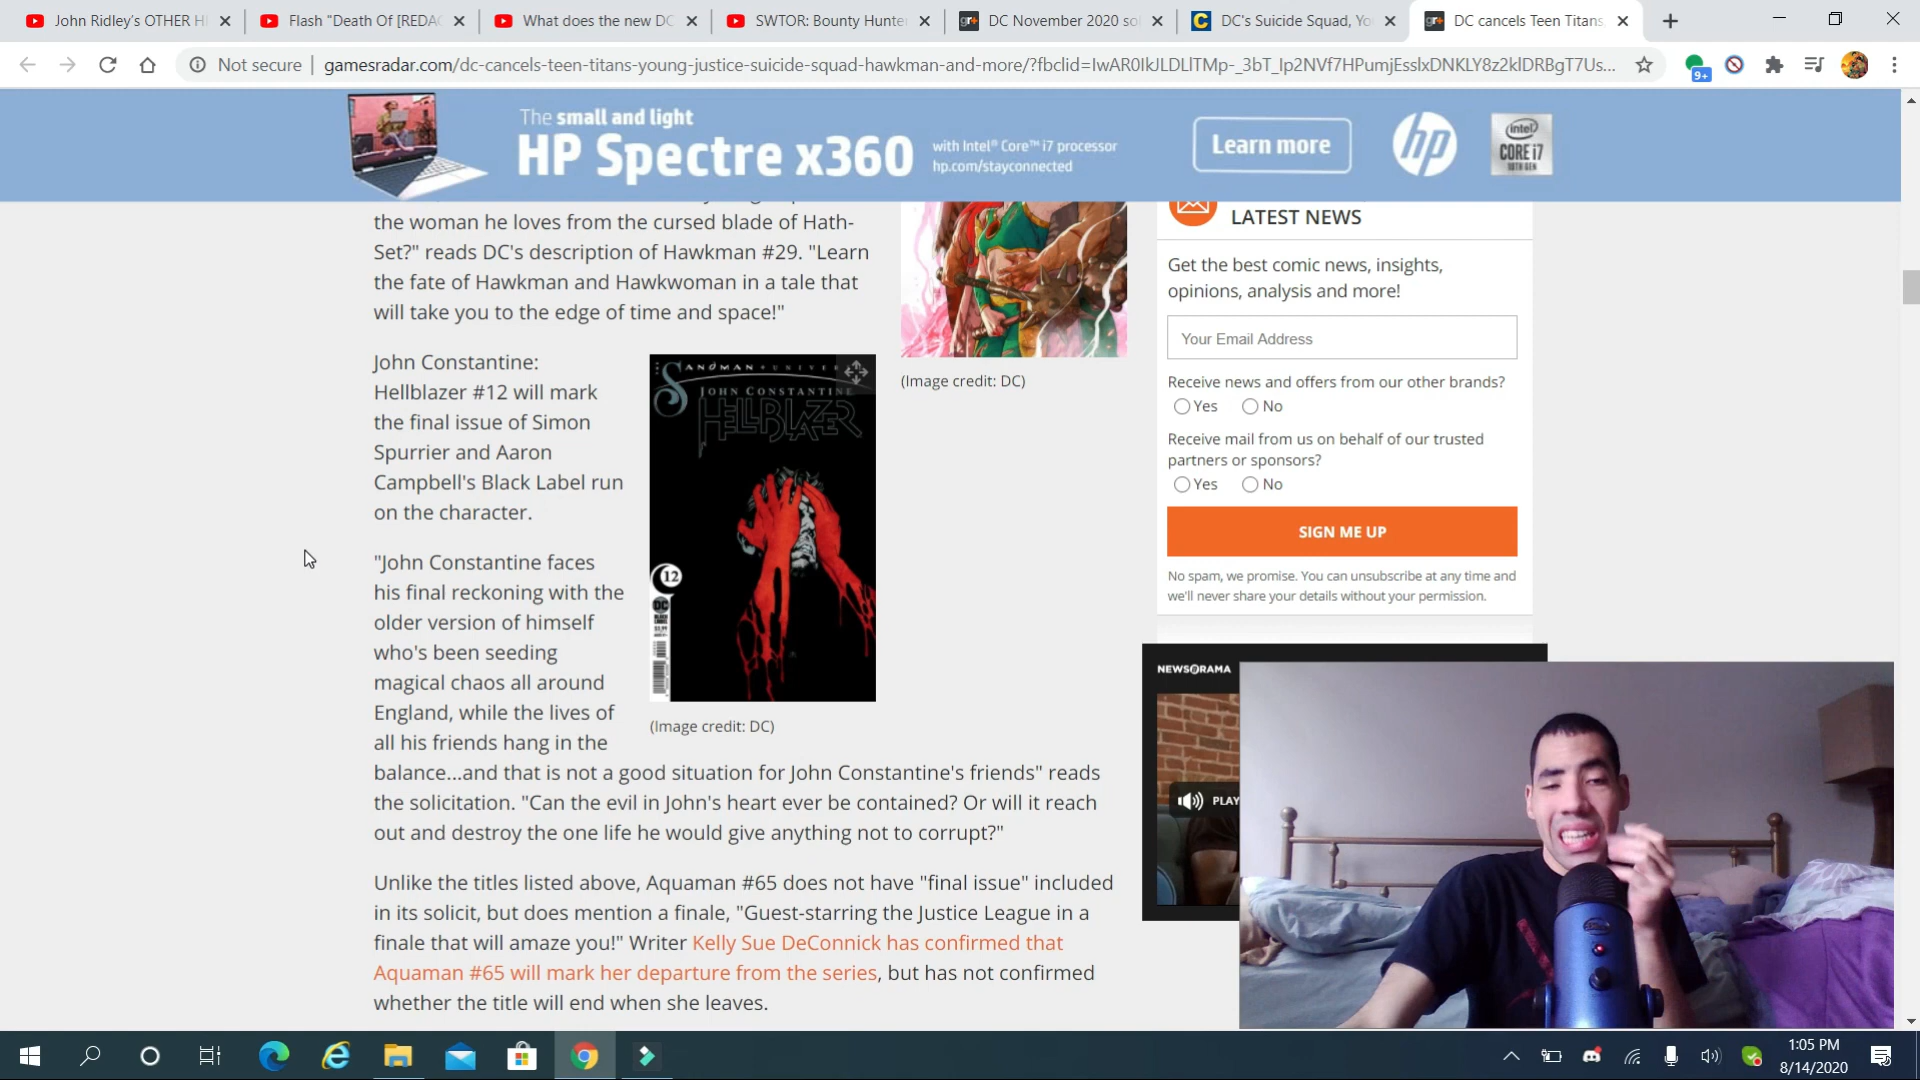 John Ridley's OTHER H
Flash "Death Of [REDAC
What does the new DC
SWTOR: Bounty Hunter
DC November 2020 so
DC's Suicide Squad, Yo
DC cancels Teen Titans,
Not secure
gamesradar.com/dc-cancels-teen-titans-young-justice-suicide-squad-hawkman-and-more/?fbclid=IwAR0IkJLDLlTMp-_3bT_Ip2NVf7HPumjEsslxDNKLY8z2klDRBgT7Us...
9+
The small and light
HP Spectre x360
with Intel® Core™ i7 processor
hp.com/stayconnected
Learn more
hp
intel
CORE i7
10TH GEN
the woman he loves from the cursed blade of Hath-
Set?" reads DC's description of Hawkman #29. "Learn
the fate of Hawkman and Hawkwoman in a tale that
will take you to the edge of time and space!"
(Image credit: DC)
John Constantine:
Hellblazer #12 will mark
the final issue of Simon
Spurrier and Aaron
Campbell's Black Label run
on the character.
"John Constantine faces
his final reckoning with the
older version of himself
who's been seeding
magical chaos all around
England, while the lives of
all his friends hang in the
balance...and that is not a good situation for John Constantine's friends" reads
the solicitation. "Can the evil in John's heart ever be contained? Or will it reach
out and destroy the one life he would give anything not to corrupt?"
SANDMAN UNIVER
JOHN CONSTANTINE
HELLBLAZER
12
DC
(Image credit: DC)
Unlike the titles listed above, Aquaman #65 does not have "final issue" included
in its solicit, but does mention a finale, "Guest-starring the Justice League in a
finale that will amaze you!" Writer Kelly Sue DeConnick has confirmed that
Aquaman #65 will mark her departure from the series, but has not confirmed
whether the title will end when she leaves.
LATEST NEWS
Get the best comic news, insights,
opinions, analysis and more!
Your Email Address
Receive news and offers from our other brands?
Yes No
Receive mail from us on behalf of our trusted
partners or sponsors?
Yes No
SIGN ME UP
No spam, we promise. You can unsubscribe at any time and
we'll never share your details without your permission.
NEWSARAMA
PLAY
1:05 PM
8/14/2020